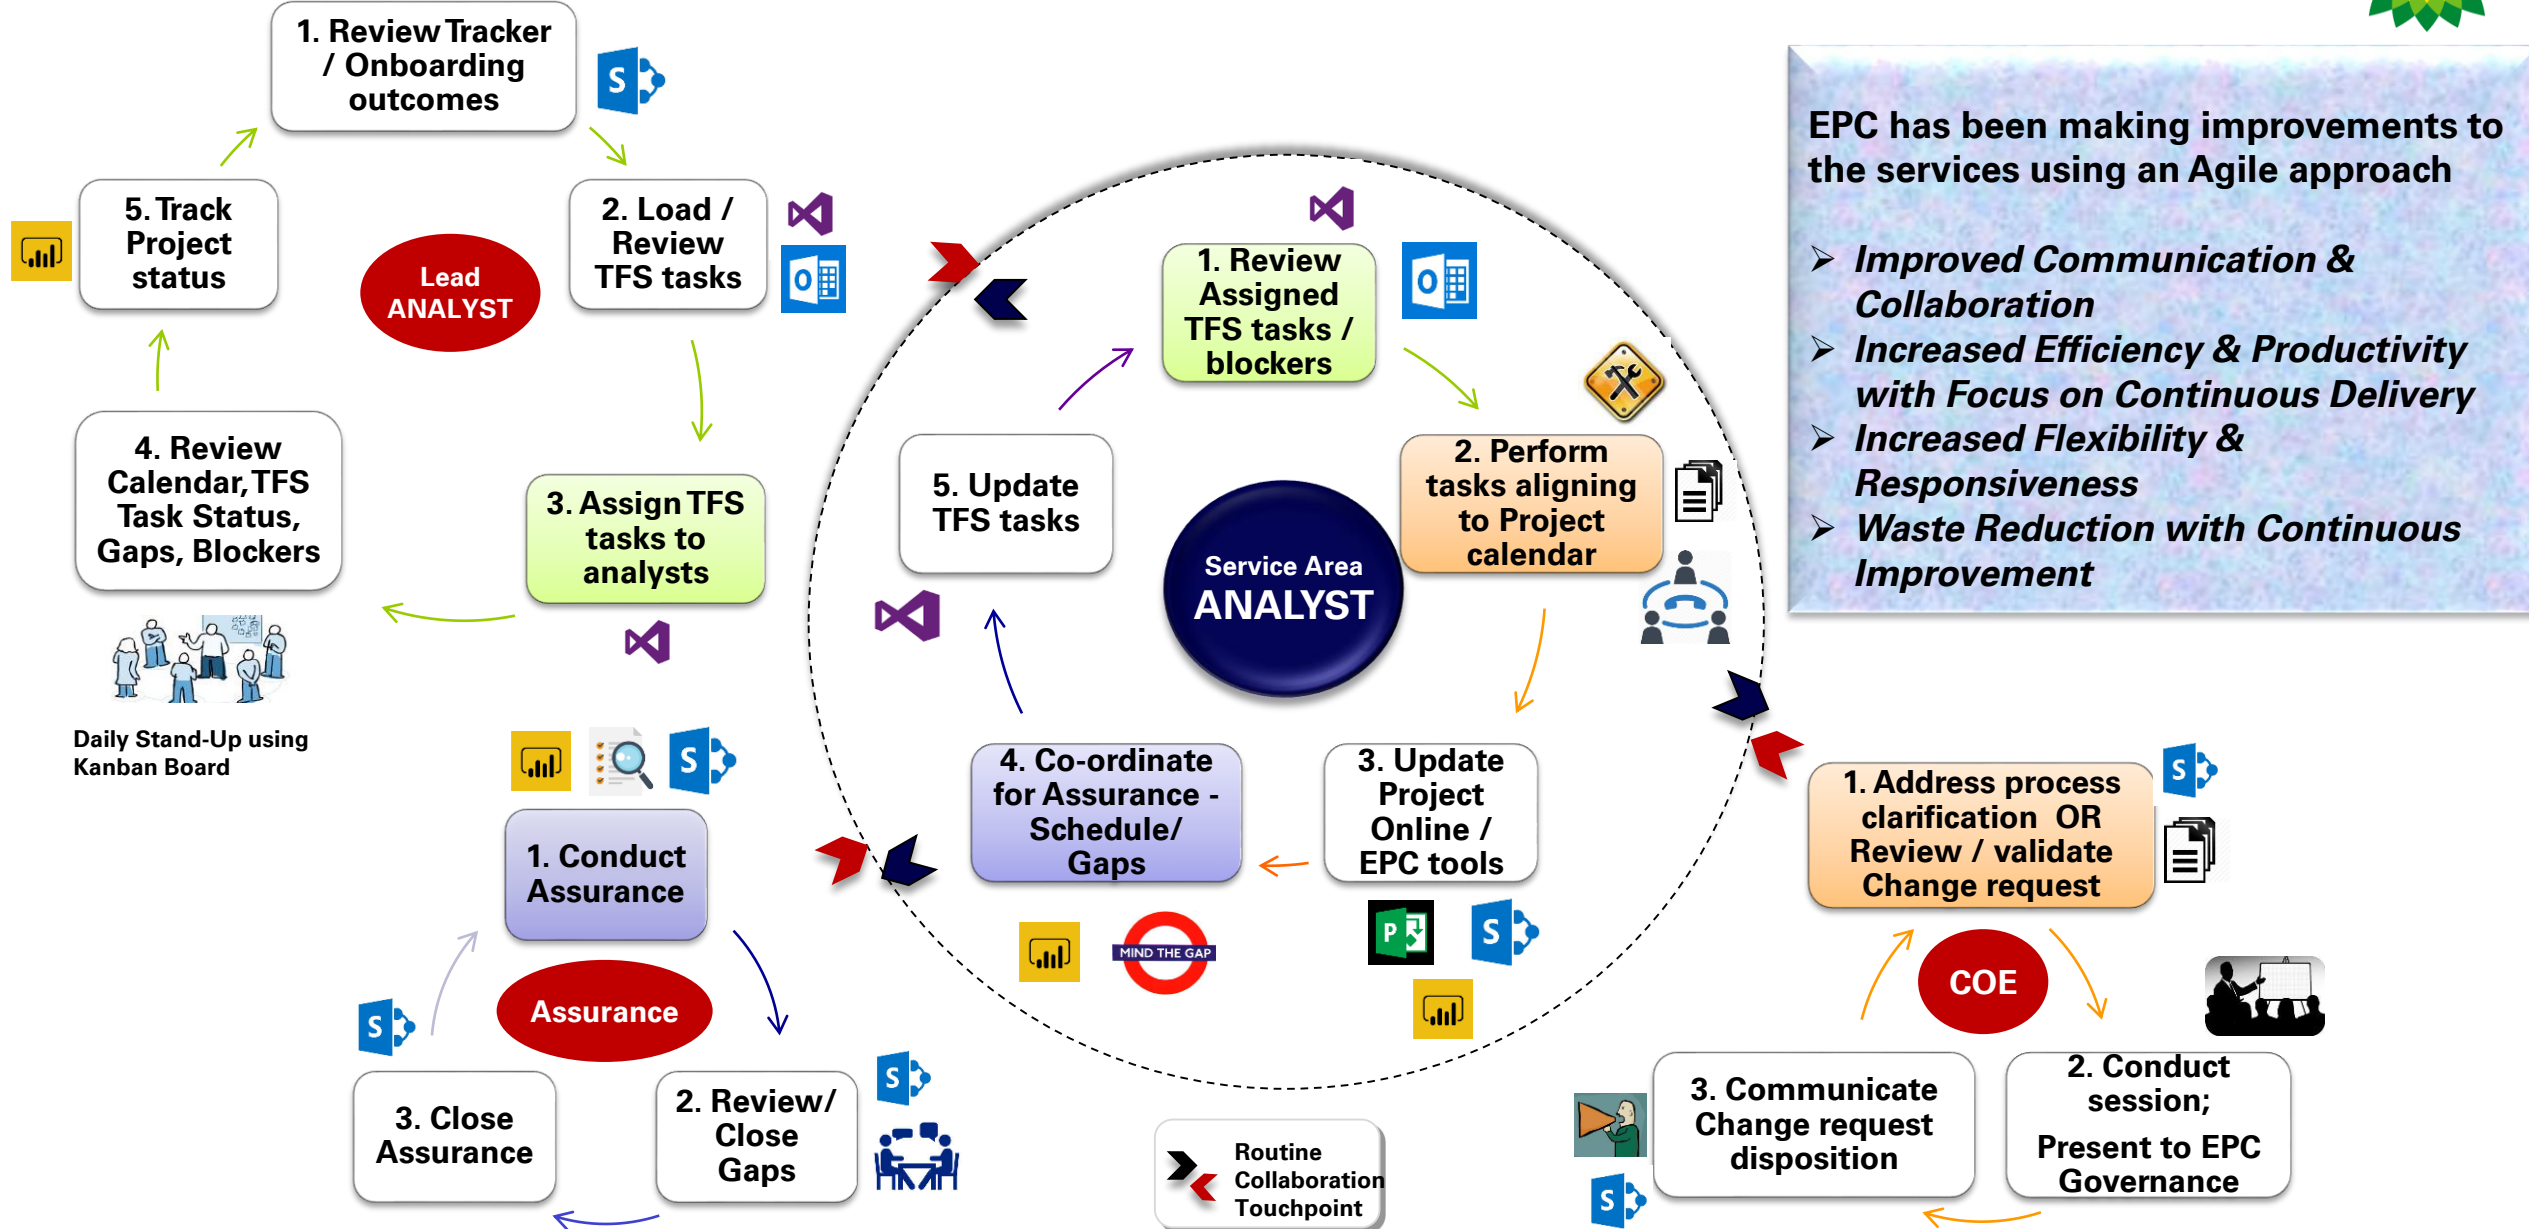 1. Review Tracker
/ Onboarding
outcomes
5. Track
Project
status
Lead
ANALYST
2. Load /
Review
TFS tasks
4. Review
Calendar, TFS
Task Status,
Gaps, Blockers
3. Assign TFS
tasks to
analysts
Daily Stand-Up using
Kanban Board
1. Review
Assigned
TFS tasks /
blockers
2. Perform
tasks aligning
to Project
calendar
Service Area
ANALYST
5. Update
TFS tasks
4. Co-ordinate
for Assurance -
Schedule/
Gaps
3. Update
Project
Online /
EPC tools
MIND THE GAP
EPC has been making improvements to
the services using an Agile approach
➢ Improved Communication &
Collaboration
➢ Increased Efficiency & Productivity
with Focus on Continuous Delivery
➢ Increased Flexibility &
Responsiveness
➢ Waste Reduction with Continuous
Improvement
1. Conduct
Assurance
Assurance
3. Close
Assurance
2. Review/
Close
Gaps
1. Address process
clarification OR
Review / validate
Change request
COE
3. Communicate
Change request
disposition
2. Conduct
session;
Present to EPC
Governance
Routine
Collaboration
Touchpoint
S
O
O
S
P
S
S
S
S
S